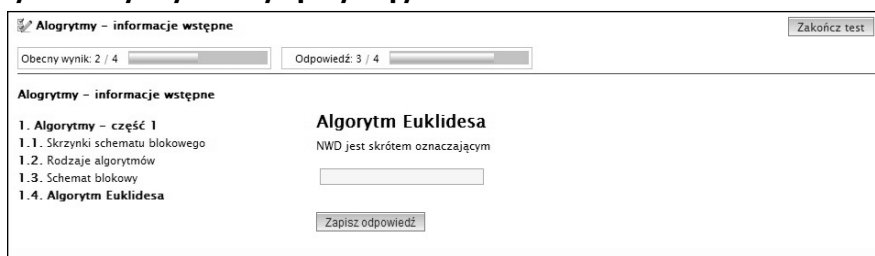 Alogrytmy – informacje wstępne
Zakończ test
Obecny wynik: 2 / 4
Odpowiedź: 3 / 4
Alogrytmy – informacje wstępne
1. Algorytmy – część 1
1.1. Skrzynki schematu blokowego
1.2. Rodzaje algorytmów
1.3. Schemat blokowy
1.4. Algorytm Euklidesa
Algorytm Euklidesa
NWD jest skrótem oznaczającym
Zapisz odpowiedź